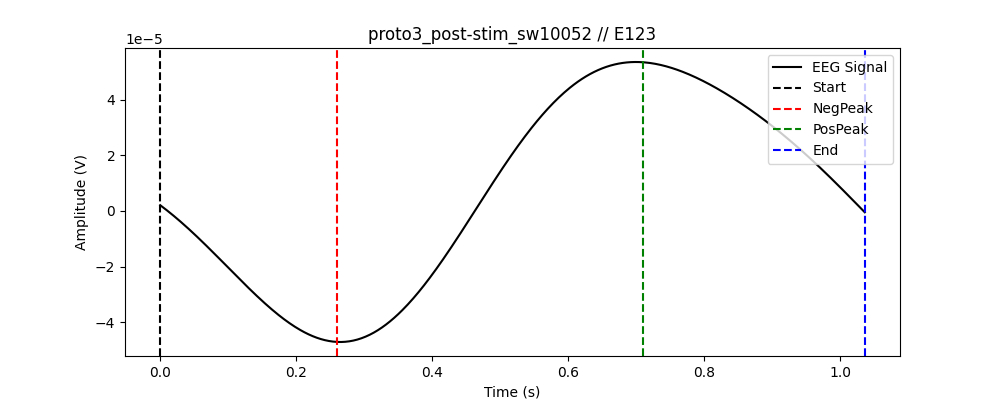 proto3_post-stim_sw10052 // E123
1e−5
EEG Signal
Start
NegPeak
PosPeak
End
Amplitude (V)
4
2
0
−2
−4
0.0 0.2 0.4 0.6 0.8 1.0
Time (s)